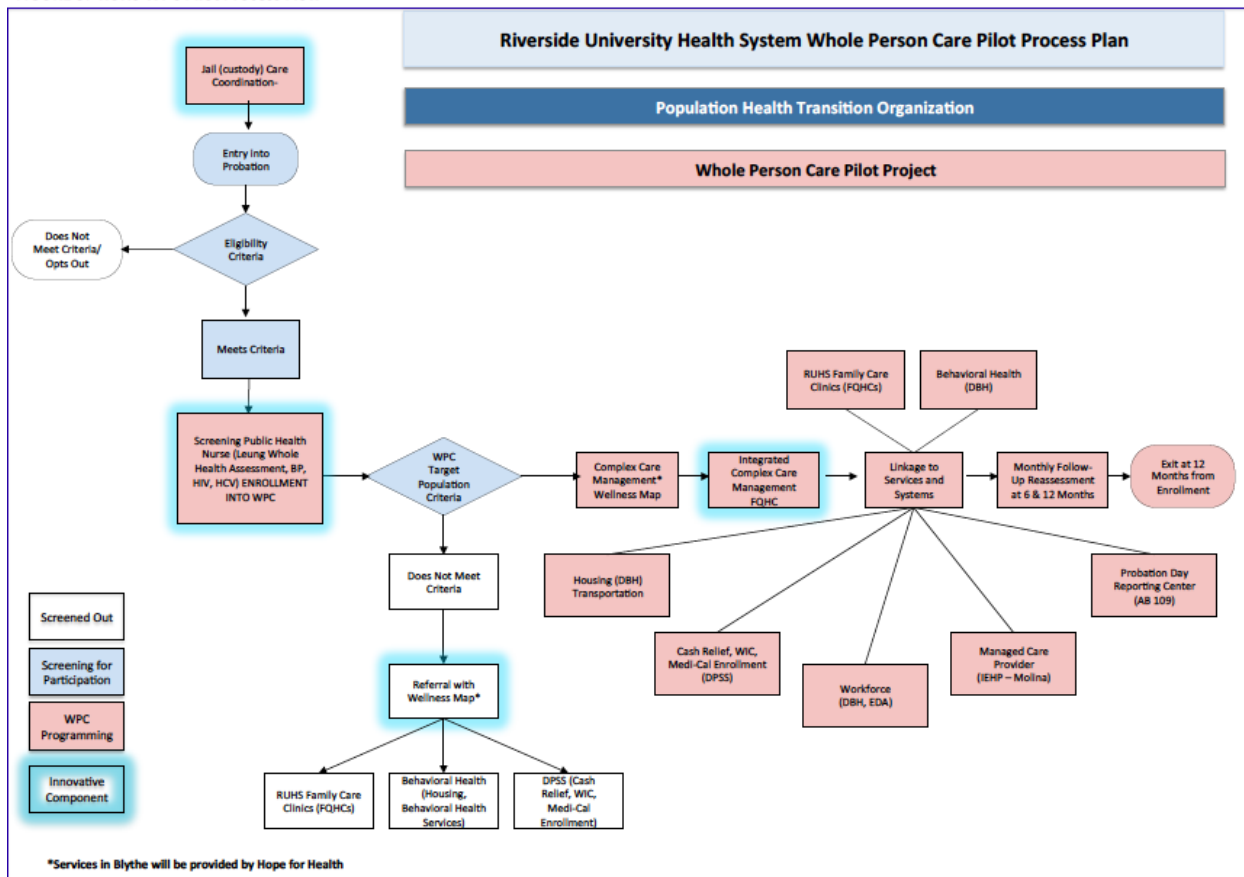 Riverside University Health System Whole Person Care Pilot Process Plan
Population Health Transition Organization
Whole Person Care Pilot Project
Jail (custody) Care
Coordination-
Entry into
Probation
Eligibility
Criteria
Does Not
Meet Criteria/
Opts Out
Meets Criteria
Screening Public Health
Nurse (Leung Whole
Health Assessment, BP,
HIV, HCV) ENROLLMENT
INTO WPC
WPC
Target
Population
Criteria
Complex Care
Management*
Wellness Map
Integrated
Complex Care
Management
FQHC
Linkage to
Services and
Systems
Monthly Follow-
Up Reassessment
at 6 & 12 Months
Exit at 12
Months from
Enrollment
RUHS Family Care
Clinics (FQHCs)
Behavioral Health
(DBH)
Housing (DBH)
Transportation
Cash Relief, WIC,
Medi-Cal Enrollment
(DPSS)
Workforce
(DBH, EDA)
Managed Care
Provider
(IEHP – Molina)
Probation Day
Reporting Center
(AB 109)
Does Not Meet
Criteria
Referral with
Wellness Map*
RUHS Family Care
Clinics (FQHCs)
Behavioral Health
(Housing,
Behavioral Health
Services)
DPSS (Cash
Relief, WIC,
Medi-Cal
Enrollment)
Screened Out
Screening for
Participation
WPC
Programming
Innovative
Component
*Services in Blythe will be provided by Hope for Health